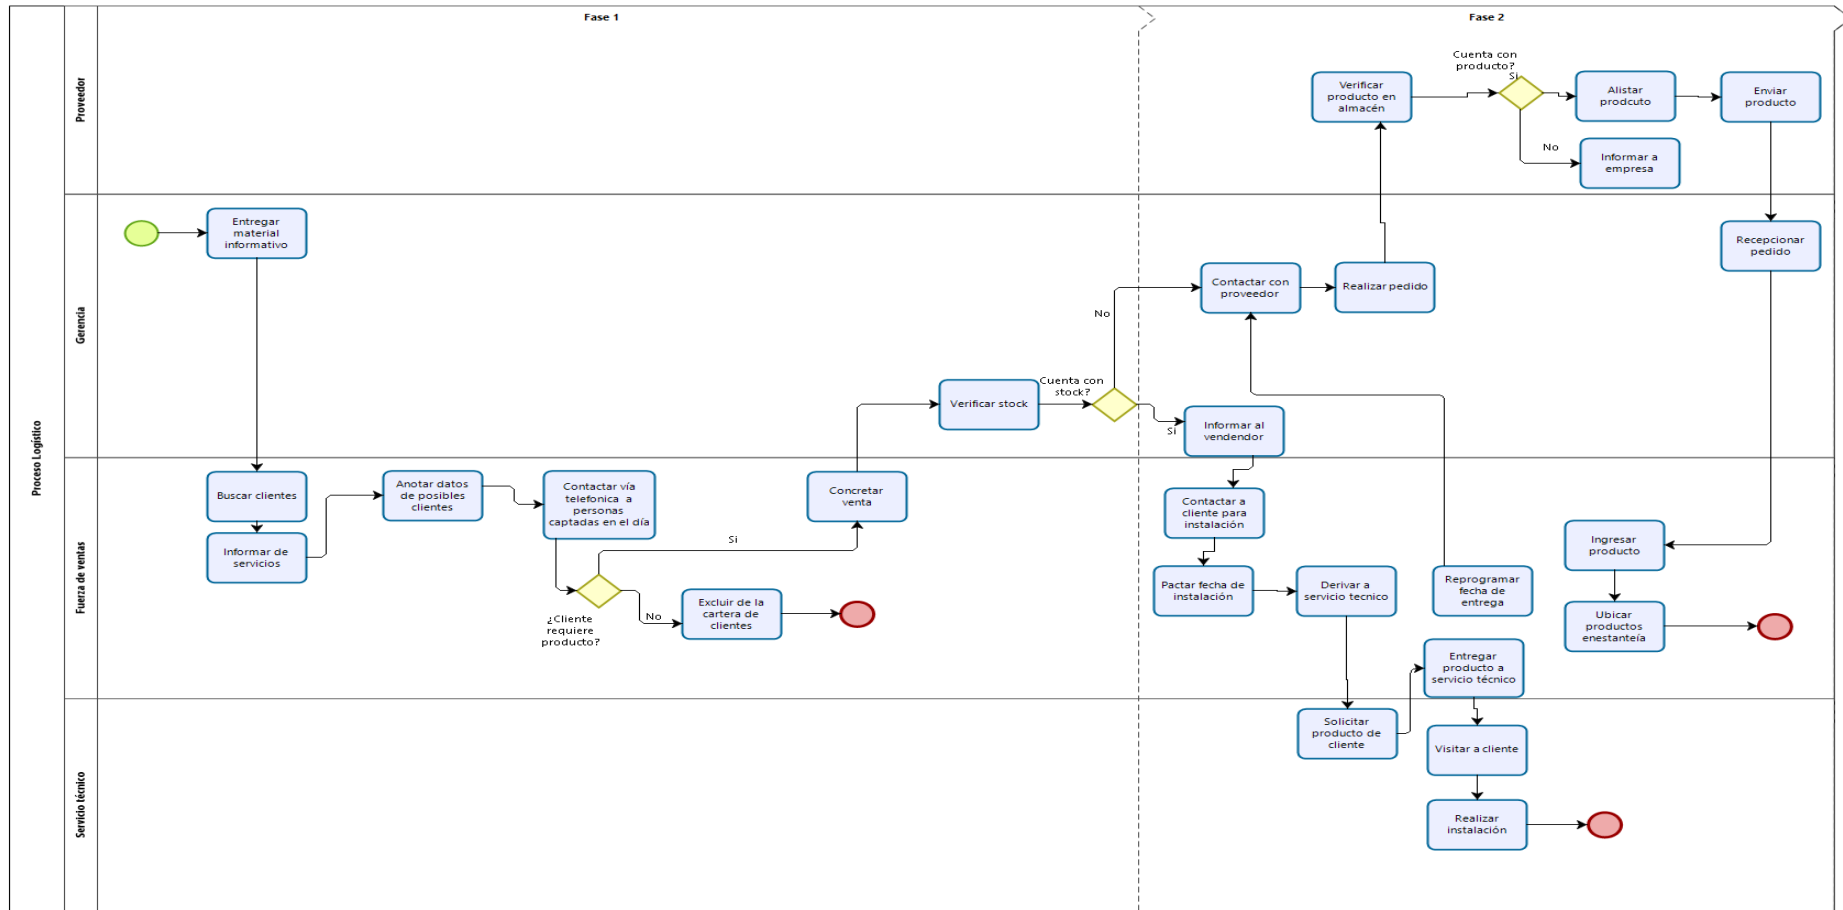 Fase 1
Fase 2
Proceso Logístico
Proveedor
Verificar
producto en
almacén
Cuenta con
producto?
Si
Alistar
prodcuto
Enviar
producto
No
Informar a
empresa
Gerencia
Entregar
material
informativo
Recepcionar
pedido
Contactar con
proveedor
Realizar pedido
No
Verificar stock
Cuenta con
stock?
Si
Informar al
vendendor
Fuerza de ventas
Buscar clientes
Informar de
servicios
Anotar datos
de posibles
clientes
Contactar vía
telefonica a
personas
captadas en el día
Concretar
venta
Si
¿Cliente
requiere
producto?
No
Excluir de la
cartera de
clientes
Contactar a
cliente para
instalación
Pactar fecha de
instalación
Derivar a
servicio tecnico
Reprogramar
fecha de
entrega
Ingresar
producto
Ubicar
productos
enestanteía
Entregar
producto a
servicio técnico
Servicio técnico
Solicitar
producto de
cliente
Visitar a cliente
Realizar
instalación